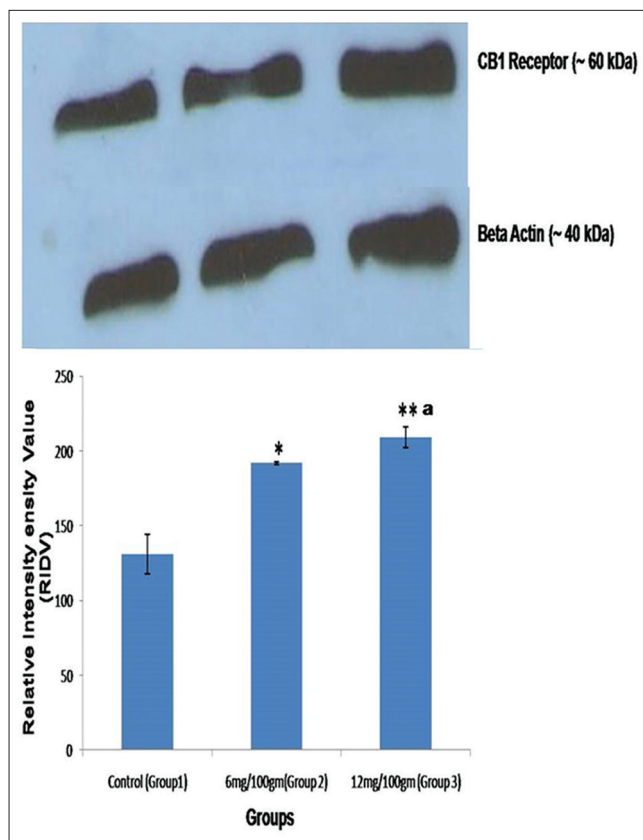 CB1 Receptor (~ 60 kDa)
Beta Actin (~ 40 kDa)
Relative Intensity ensity Value
(RIDV)
250
200
150
100
50
0
*
** a
Control (Group1)
6mg/100gm(Group 2)
12mg/100gm (Group 3)
Groups